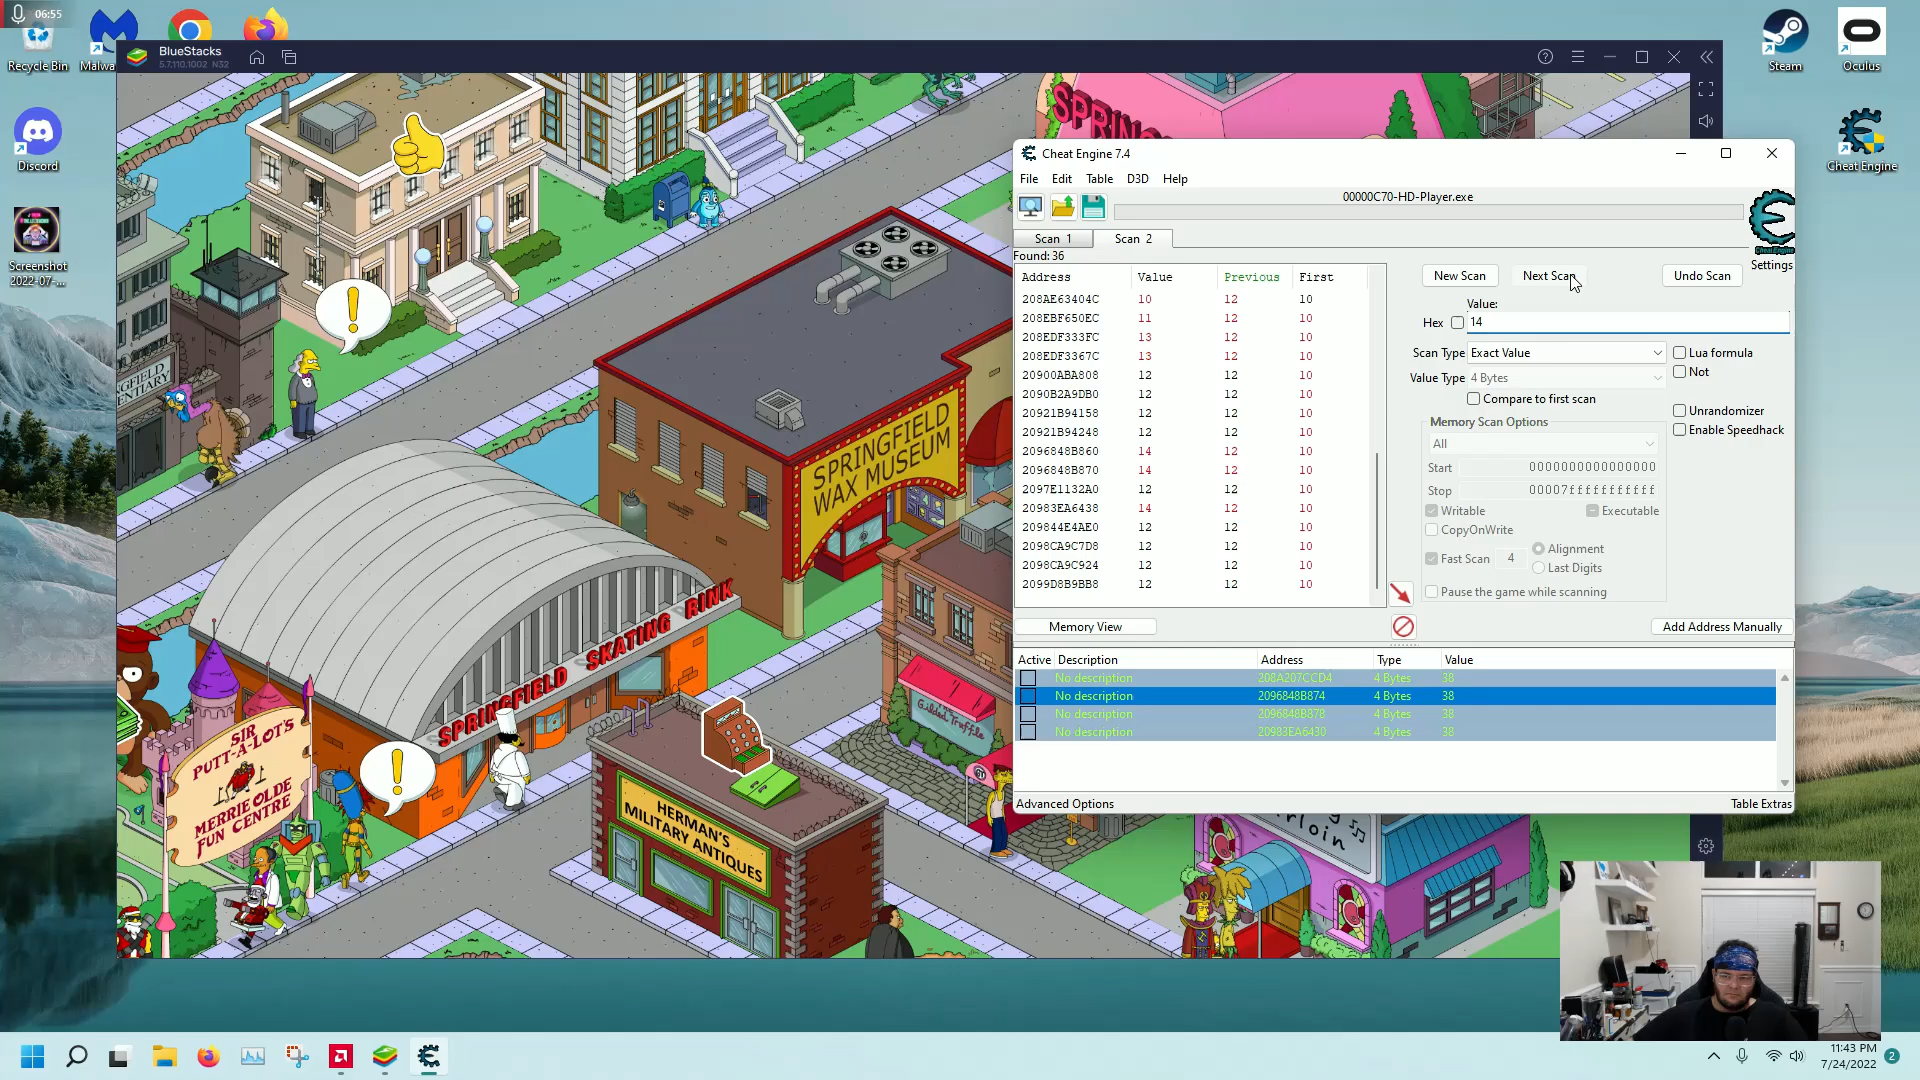 06:55
Recycle Bin
Malwa
Discord
Screenshot
2022-07-...
Steam
Oculus
Cheat Engine
BlueStacks
5.7.110.1002 N32
SPRING
SPRINGFIELD
WAX MUSEUM
NGFIELD
ENTIARY
SPRINGFIELD SKATING RINK
SIR
PUTT-A-LOT'S
MERRIE OLDE
FUN CENTRE
HERMAN'S
MILITARY ANTIQUES
Gilded Truffle
Cheat Engine 7.4
File Edit Table D3D Help
00000C70-HD-Player.exe
Cheat Engine
Settings
Scan 1 Scan 2
Found: 36
Address Value Previous First
208AE63404C 10 12 10
208EBF650EC 11 12 10
208EDF333FC 13 12 10
208EDF3367C 13 12 10
20900ABA808 12 12 10
2090B2A9DB0 12 12 10
20921B94158 12 12 10
20921B94248 12 12 10
2096848B860 14 12 10
2096848B870 14 12 10
2097E1132A0 12 12 10
20983EA6438 14 12 10
209844E4AE0 12 12 10
2098CA9C7D8 12 12 10
2098CA9C924 12 12 10
2099D8B9BB8 12 12 10
New Scan Next Scan Undo Scan
Value:
Hex 14
Scan Type Exact Value Lua formula
Not
Value Type 4 Bytes
Compare to first scan
Unrandomizer
Enable Speedhack
Memory Scan Options
All
Start 0000000000000000
Stop 00007fffffffffff
Writable Executable
CopyOnWrite
Fast Scan 4 Alignment
Last Digits
Pause the game while scanning
Memory View Add Address Manually
Active Description Address Type Value
No description 208A207CCD4 4 Bytes 38
No description 2096848B874 4 Bytes 38
No description 2096848B878 4 Bytes 38
No description 20983EA6430 4 Bytes 38
Advanced Options Table Extras
rloin
11:43 PM
7/24/2022
2